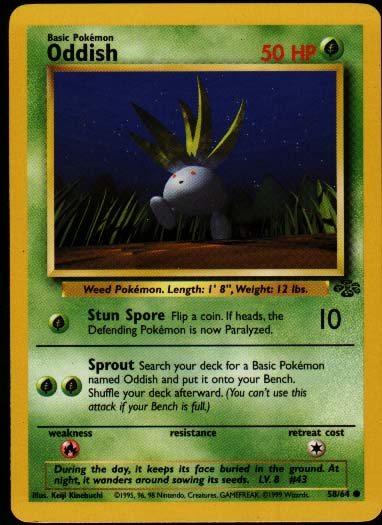 Basic Pokémon
Oddish 50 HP
Weed Pokémon. Length: 1' 8", Weight: 12 lbs.
Stun Spore Flip a coin. If heads, the
Defending Pokémon is now Paralyzed.
10
Sprout Search your deck for a Basic Pokémon
named Oddish and put it onto your Bench.
Shuffle your deck afterward. (You can't use this
attack if your Bench is full.)
weakness resistance retreat cost
During the day, it keeps its face buried in the ground. At
night, it wanders around sowing its seeds. LV. 8 #43
Illus. Keiji Kinebuchi ©1995, 96, 98 Nintendo, Creatures, GAMEFREAK. ©1999 Wizards. 58/64